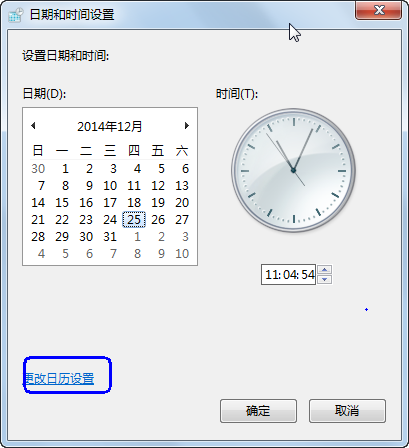 日期和时间设置
设置日期和时间:
日期(D):
时间(T):
2014年12月
日 一 二 三 四 五 六
30 1 2 3 4 5 6
7 8 9 10 11 12 13
14 15 16 17 18 19 20
21 22 23 24 25 26 27
28 29 30 31 1 2 3
4 5 6 7 8 9 10
11:04:54
更改日历设置
确定
取消